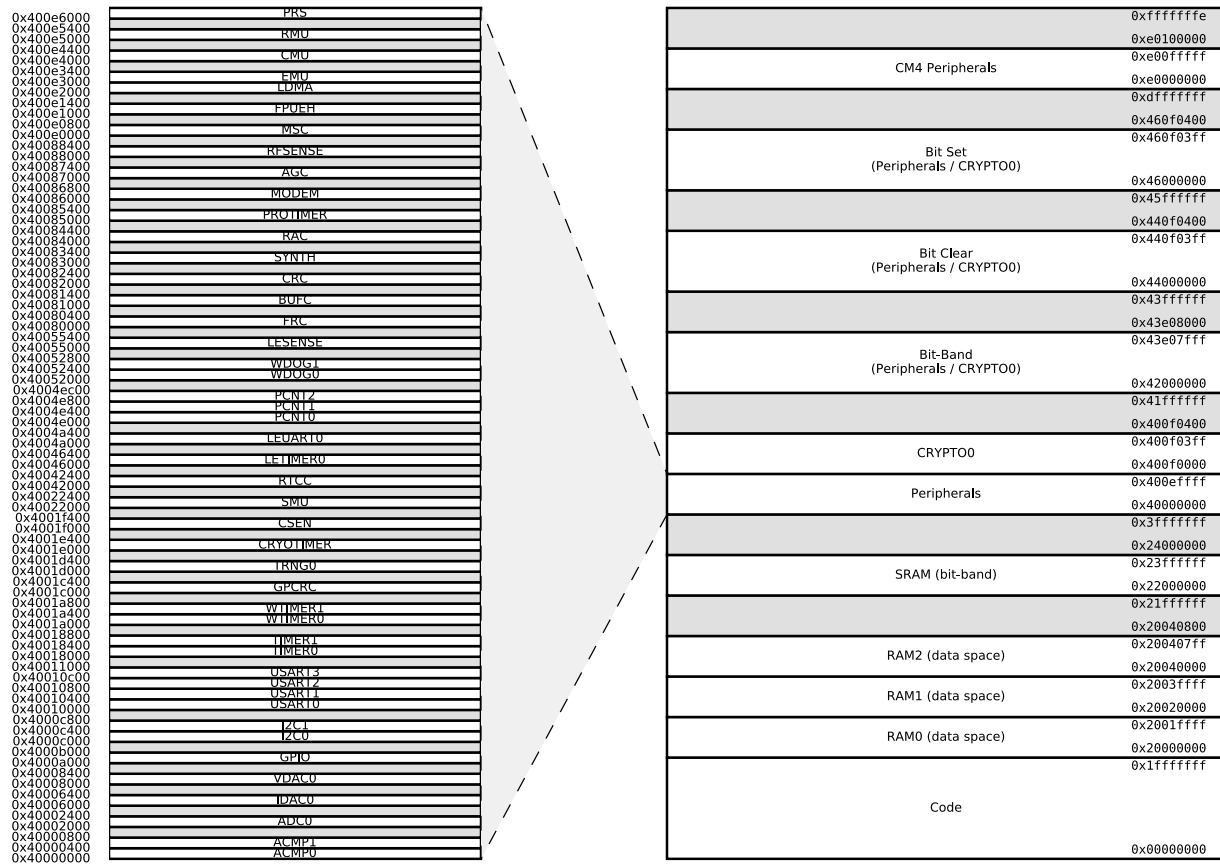 0x400e6000
0x400e5400
0x400e5000
0x400e4400
0x400e4000
0x400e3400
0x400e3000
0x400e2000
0x400e1400
0x400e1000
0x400e0800
0x400e0000
0x40088400
0x40088000
0x40087400
0x40087000
0x40086800
0x40086000
0x40085400
0x40085000
0x40084400
0x40084000
0x40083400
0x40083000
0x40082400
0x40082000
0x40081400
0x40081000
0x40080400
0x40080000
0x40055400
0x40055000
0x40052800
0x40052400
0x40052000
0x4004ec00
0x4004e800
0x4004e400
0x4004e000
0x4004a400
0x4004a000
0x40046400
0x40046000
0x40042400
0x40042000
0x40022400
0x40022000
0x4001f400
0x4001f000
0x4001e400
0x4001e000
0x4001d400
0x4001d000
0x4001c400
0x4001c000
0x4001a800
0x4001a400
0x4001a000
0x40018800
0x40018400
0x40018000
0x40011000
0x40010c00
0x40010800
0x40010400
0x40010000
0x4000c800
0x4000c400
0x4000c000
0x4000b000
0x4000a000
0x40008400
0x40008000
0x40006400
0x40006000
0x40002400
0x40002000
0x40000800
0x40000400
0x40000000
PRS
RMU
CMU
EMU
LDMA
FPUEH
MSC
RFSENSE
AGC
MODEM
PROTIMER
RAC
SYNTH
CRC
BUFC
FRC
LESENSE
WDOG1
WDOG0
PCNT2
PCNT1
PCNT0
LEUART0
LETIMER0
RTCC
SMU
CSEN
CRYOTIMER
TRNG0
GPCRC
WTIMER1
WTIMER0
TIMER1
TIMER0
USART3
USART2
USART1
USART0
I2C1
I2C0
GPIO
VDAC0
IDAC0
ADC0
ACMP1
ACMP0
0xfffffffe
0xe0100000
0xe00fffff
CM4 Peripherals
0xe0000000
0xdfffffff
0x460f0400
0x460f03ff
Bit Set
(Peripherals / CRYPTO0)
0x46000000
0x45ffffff
0x440f0400
0x440f03ff
Bit Clear
(Peripherals / CRYPTO0)
0x44000000
0x43ffffff
0x43e08000
0x43e07fff
Bit-Band
(Peripherals / CRYPTO0)
0x42000000
0x41ffffff
0x400f0400
0x400f03ff
CRYPTO0
0x400f0000
0x400effff
Peripherals
0x40000000
0x3fffffff
0x24000000
0x23ffffff
SRAM (bit-band)
0x22000000
0x21ffffff
0x20040800
0x200407ff
RAM2 (data space)
0x20040000
0x2003ffff
RAM1 (data space)
0x20020000
0x2001ffff
RAM0 (data space)
0x20000000
0x1fffffff
Code
0x00000000